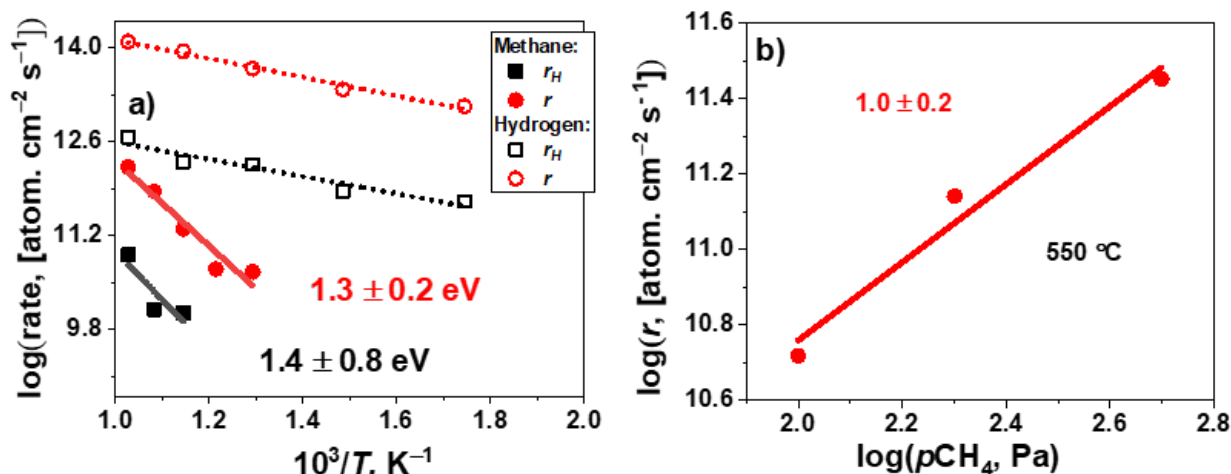 a)
14.0
12.6
11.2
9.8
log(rate, [atom. cm⁻² s⁻¹])
Methane:
r_H
r
Hydrogen:
r_H
r
1.3 ± 0.2 eV
1.4 ± 0.8 eV
1.0 1.2 1.4 1.6 1.8 2.0
10³/T, K⁻¹
b)
11.6
11.4
11.2
11.0
10.8
10.6
log(r, [atom. cm⁻² s⁻¹])
1.0 ± 0.2
550 °C
2.0 2.2 2.4 2.6 2.8
log(pCH₄, Pa)